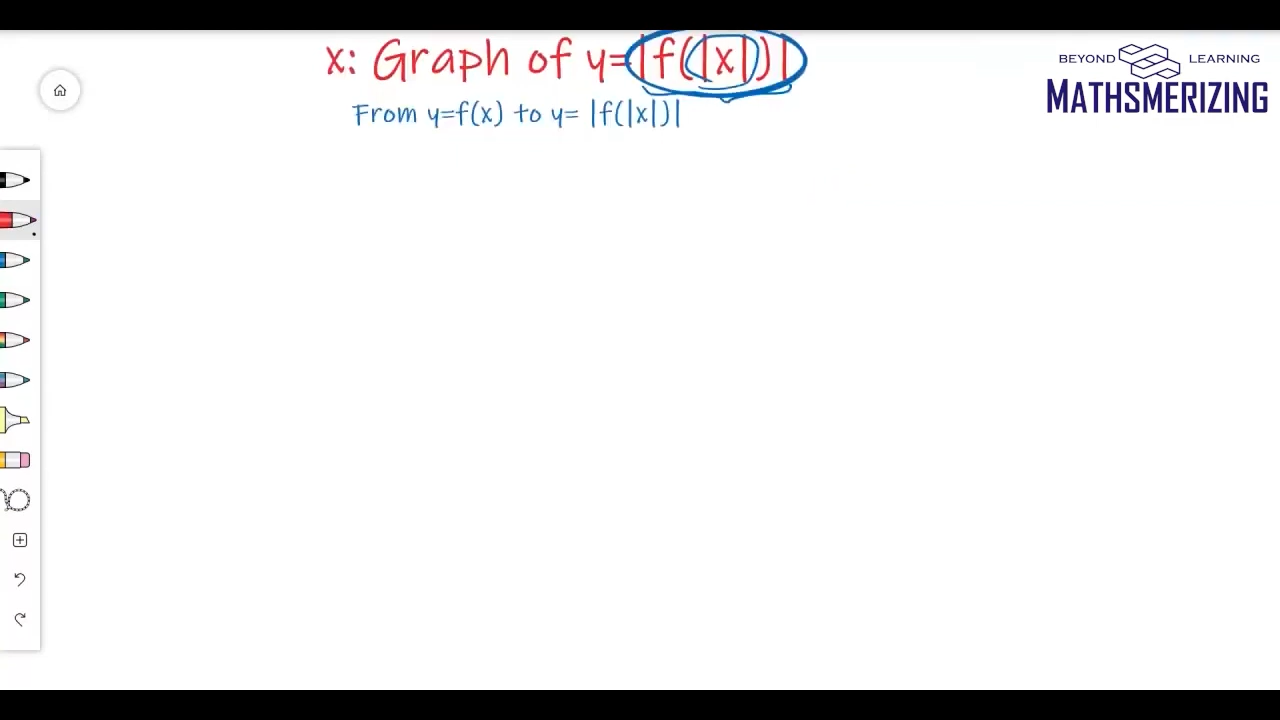 x: Graph of y=|f(|x|)|
From y=f(x) to y= |f(|x|)|
BEYOND LEARNING
MATHSMERIZING